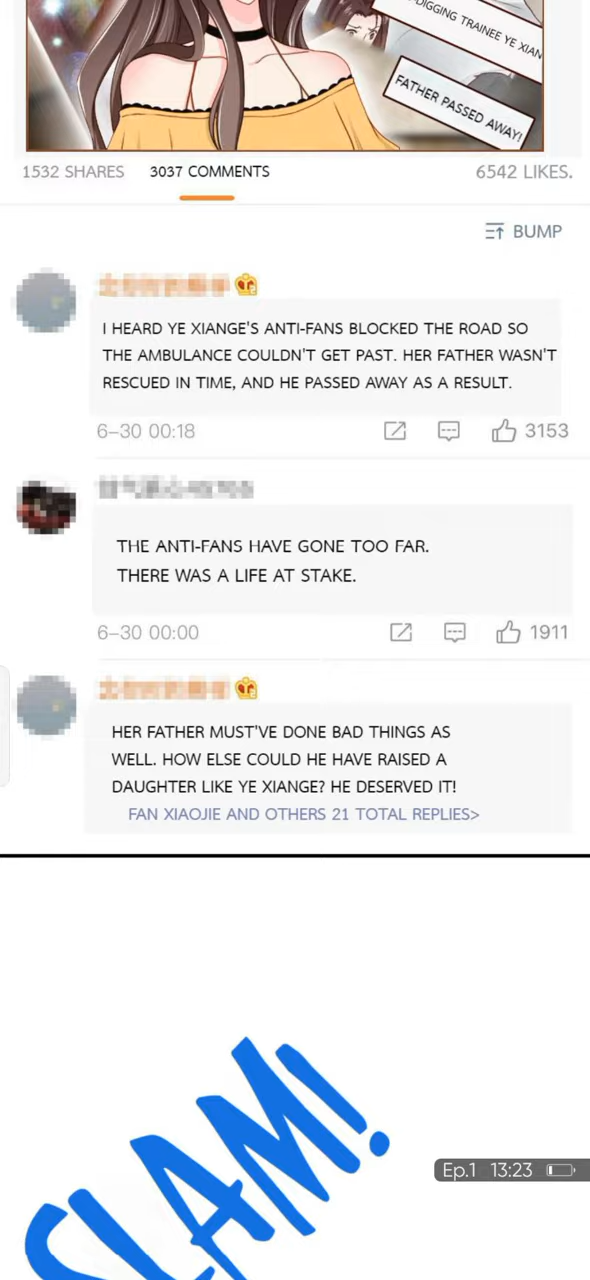 -DIGGING TRAINEE YE XIAN
FATHER PASSED AWAY!
1532 SHARES 3037 COMMENTS 6542 LIKES.
BUMP
I HEARD YE XIANGE'S ANTI-FANS BLOCKED THE ROAD SO
THE AMBULANCE COULDN'T GET PAST. HER FATHER WASN'T
RESCUED IN TIME, AND HE PASSED AWAY AS A RESULT.
6-30 00:18 3153
THE ANTI-FANS HAVE GONE TOO FAR.
THERE WAS A LIFE AT STAKE.
6-30 00:00 1911
HER FATHER MUST'VE DONE BAD THINGS AS
WELL. HOW ELSE COULD HE HAVE RAISED A
DAUGHTER LIKE YE XIANGE? HE DESERVED IT!
FAN XIAOJIE AND OTHERS 21 TOTAL REPLIES>
SLAM!
Ep.1 13:23